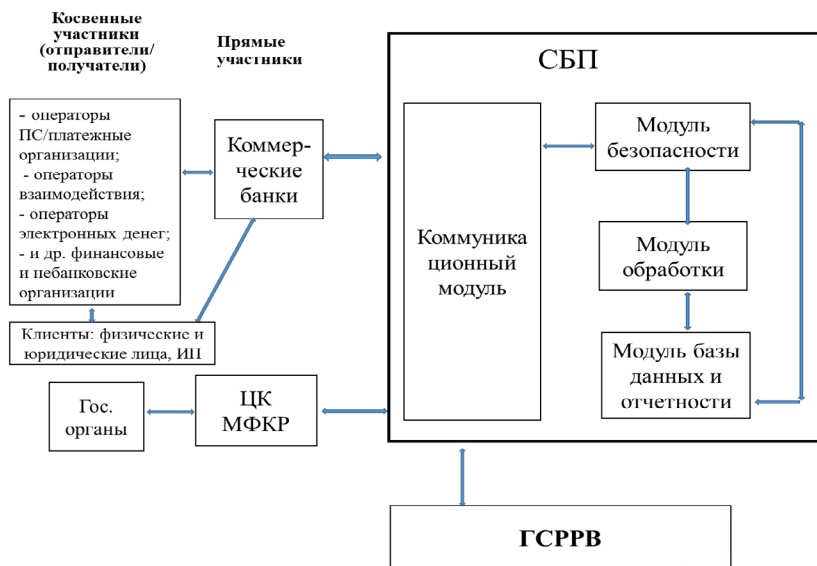 Косвенные
участники
(отправители/
получатели)
Прямые
участники
- операторы
ПС/платежные
организации;
- операторы
взаимодействия;
- операторы
электронных денег;
- и др. финансовые
и небанковские
организации
Клиенты: физические и
юридические лица, ИП
Гос.
органы
Коммер-
ческие
банки
ЦК
МФКР
СБП
Коммуника
ционный
модуль
Модуль
безопасности
Модуль
обработки
Модуль базы
данных и
отчетности
ГСРРВ